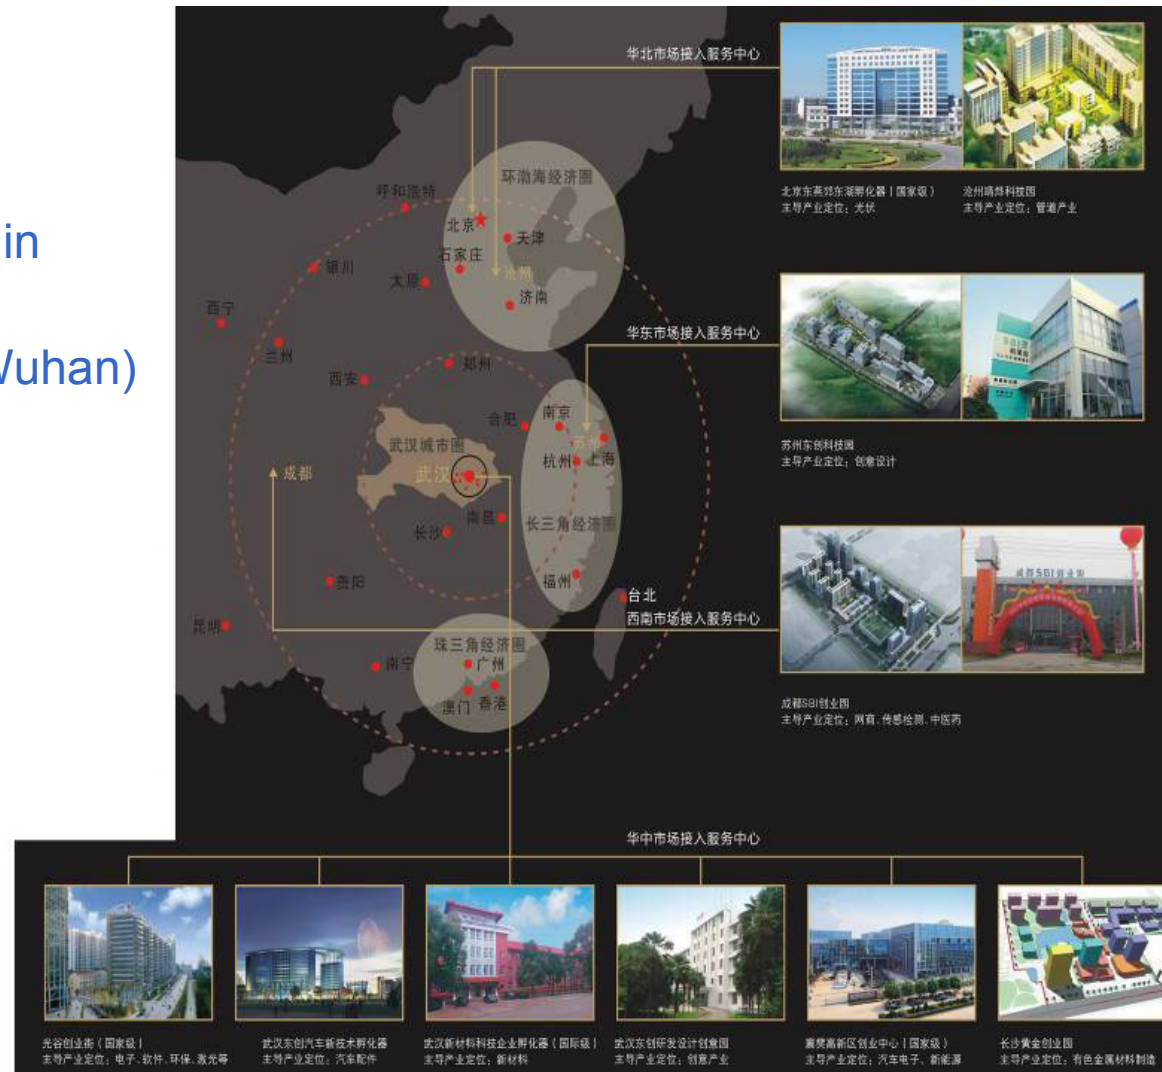 in
Wuhan)
华北市场接入服务中心
北京东燕郊东湖孵化器(国家级)
主导产业定位:光伏
主导产业定位:管道产业
环渤海经济圈
呼和浩特
北京
天津
石家庄
银川
沧州
太原
济南
西宁
华东市场接入服务中心
兰州
郑州
西安
合肥
南京
苏州
武汉城市圈
杭州
上海
苏州东创科技园
主导产业定位:创意设计
成都
武汉
南昌
长三角经济圈
长沙
贵阳
福州
台北
成都SBI创业街
昆明
西南市场接入服务中心
珠三角经济圈
南宁
广州
澳门
香港
成都SBI创业园
主导产业定位:网商、传感检测、中医药
华中市场接入服务中心
光谷创业街(国家级)
主导产业定位:电子、软件、环保、激光等
武汉东创汽车新技术孵化器
主导产业定位:汽车配件
武汉新材料科技企业孵化器(国际级)
主导产业定位:新材料
武汉东创研发设计创意园
主导产业定位:创意产业
襄樊高新区创业中心(国家级)
主导产业定位:汽车电子、新能源
长沙黄金创业园
主导产业定位:有色金属材料制造